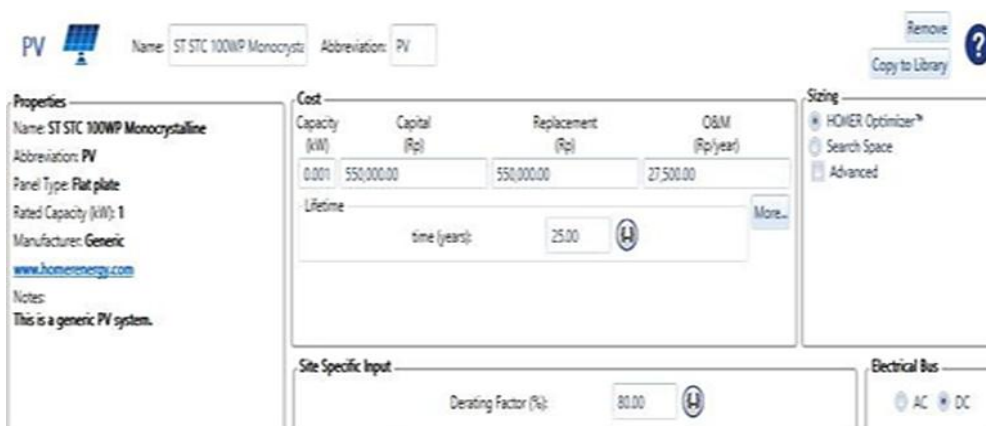 PV Name: ST STC 100WP Monocrysta Abbreviation: PV
Remove
Copy to Library
?
Properties
Name: ST STC 100WP Monocrystalline
Abbreviation: PV
Panel Type: Flat plate
Rated Capacity (kW): 1
Manufacturer: Generic
www.homerenergy.com
Notes:
This is a generic PV system.
Cost
Capacity (kW) Capital (Rp) Replacement (Rp) O&M (Rp/year)
0.001 550,000.00 550,000.00 27,500.00
Lifetime
time (years): 25.00
More...
Sizing
HOMER Optimizer™
Search Space
Advanced
Site Specific Input
Derating Factor (%): 80.00
Electrical Bus
AC DC